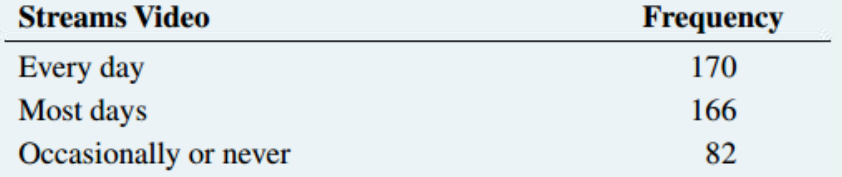 Streams Video Frequency
Every day 170
Most days 166
Occasionally or never 82